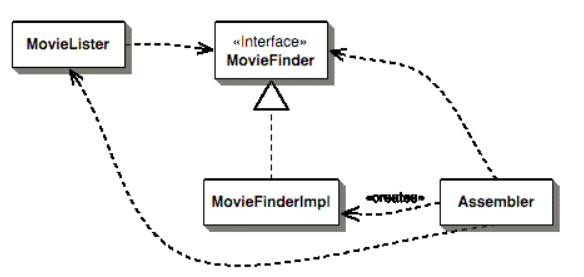 MovieLister
«Interface»
MovieFinder
MovieFinderImpl
«creates»
Assembler